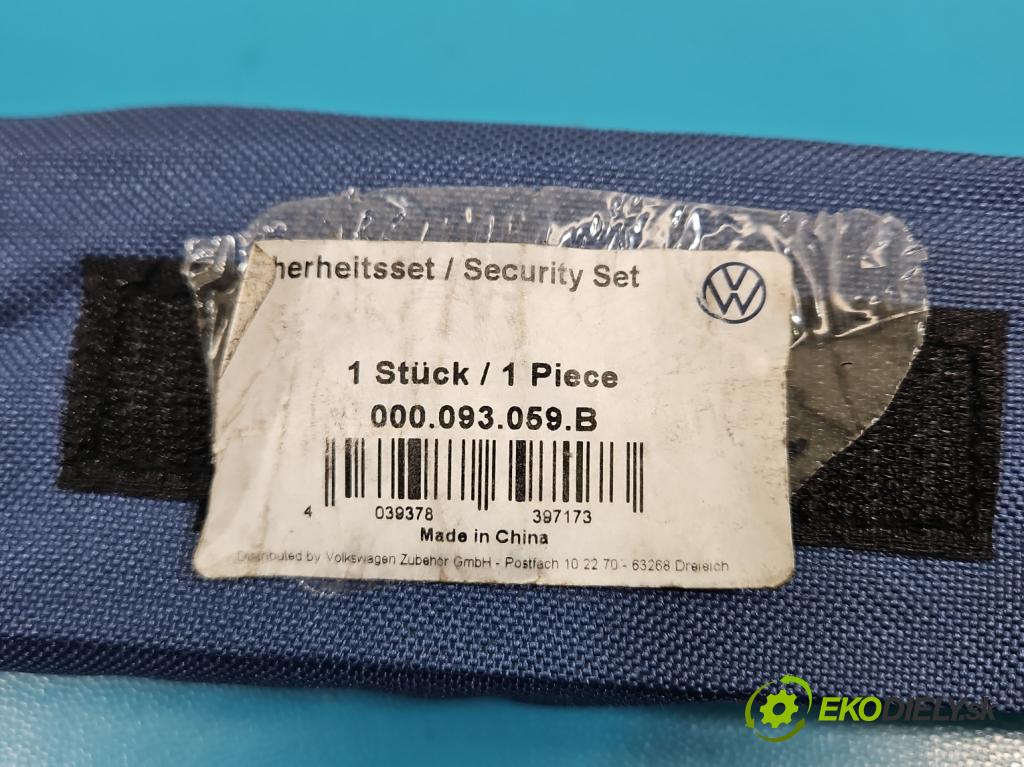 herheitsset / Security Set
1 Stück / 1 Piece
000.093.059.B
4 039378 397173
Made in China
Distributed by Volkswagen Zubehör GmbH - Postfach 10 22 70 - 63268 Dreieich
EKODIELY.SK